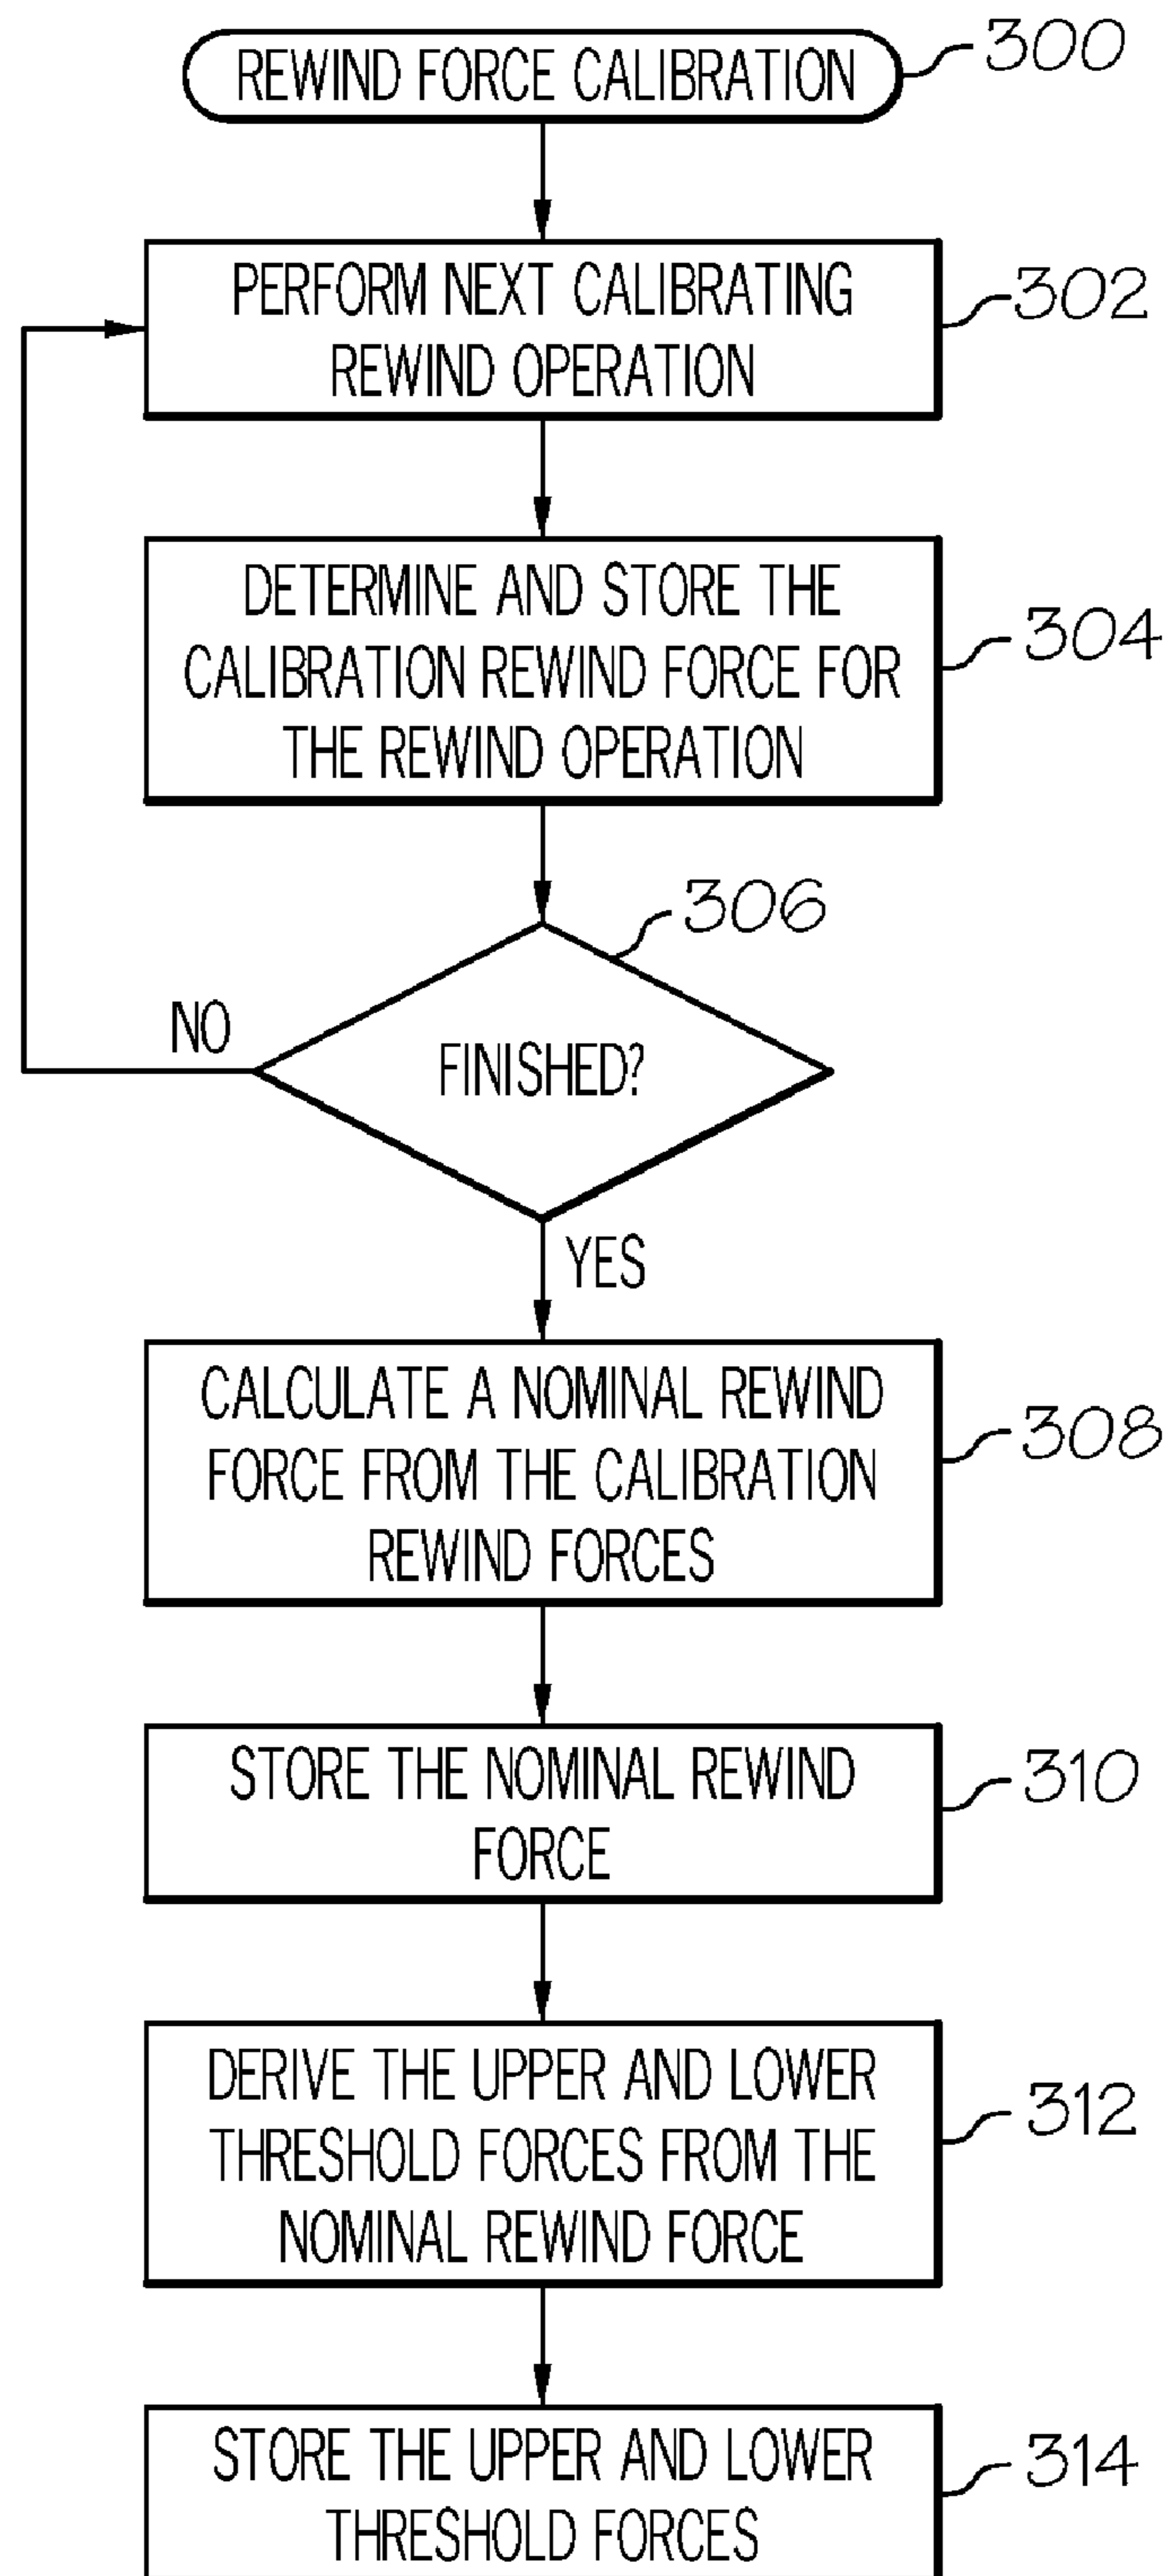 REWIND FORCE CALIBRATION
300
PERFORM NEXT CALIBRATING
REWIND OPERATION
302
DETERMINE AND STORE THE
CALIBRATION REWIND FORCE FOR
THE REWIND OPERATION
304
306
NO
FINISHED?
YES
CALCULATE A NOMINAL REWIND
FORCE FROM THE CALIBRATION
REWIND FORCES
308
STORE THE NOMINAL REWIND
FORCE
310
DERIVE THE UPPER AND LOWER
THRESHOLD FORCES FROM THE
NOMINAL REWIND FORCE
312
STORE THE UPPER AND LOWER
THRESHOLD FORCES
314